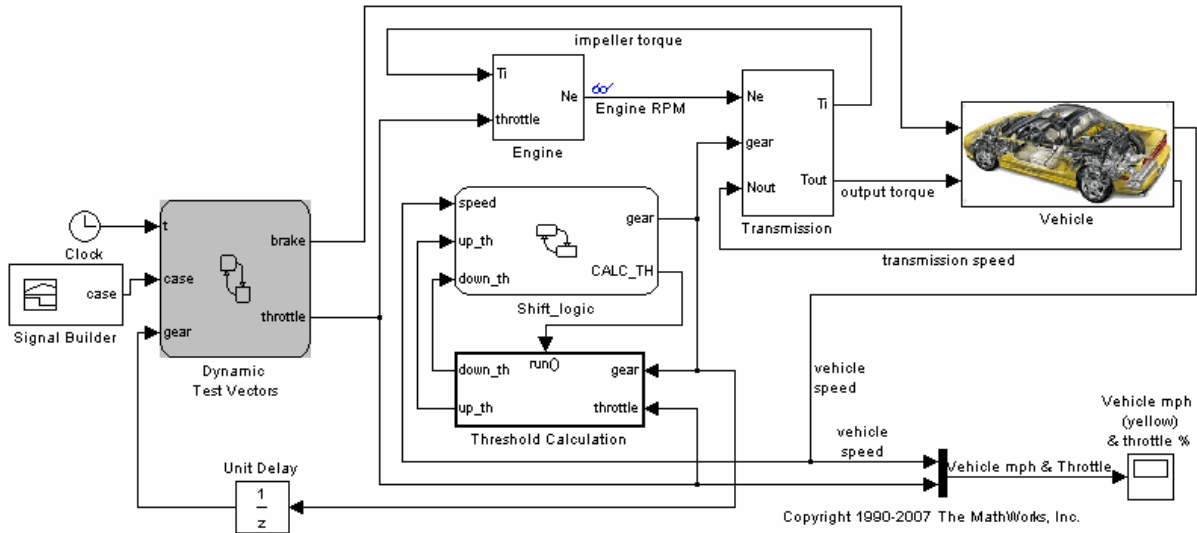 impeller torque
Ti
Ne
throttle
Engine
Engine RPM
Ne
gear
Nout
Ti
Tout
Transmission
output torque
Vehicle
transmission speed
t
case
gear
brake
throttle
Dynamic
Test Vectors
Clock
case
Signal Builder
speed
up_th
down_th
gear
CALC_TH
Shift_logic
run()
down_th
up_th
gear
throttle
Threshold Calculation
vehicle
speed
vehicle
speed
Vehicle mph
(yellow)
& throttle %
Vehicle mph & Throttle
Unit Delay
1
z
Copyright 1990-2007 The MathWorks, Inc.